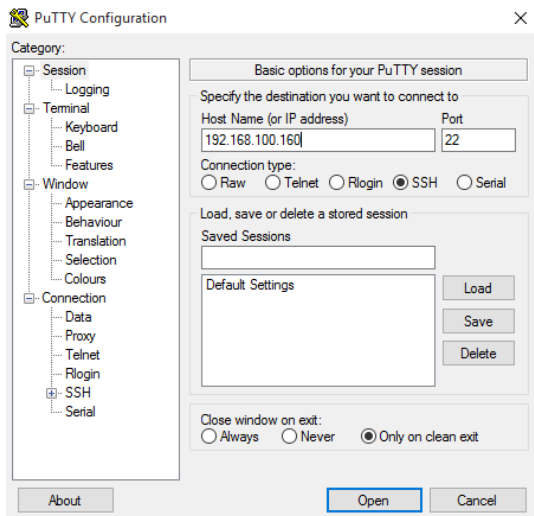 PuTTY Configuration
Category:
Session
Logging
Terminal
Keyboard
Bell
Features
Window
Appearance
Behaviour
Translation
Selection
Colours
Connection
Data
Proxy
Telnet
Rlogin
SSH
Serial
Basic options for your PuTTY session
Specify the destination you want to connect to
Host Name (or IP address) Port
192.168.100.160 22
Connection type:
Raw Telnet Rlogin SSH Serial
Load, save or delete a stored session
Saved Sessions
Default Settings
Load
Save
Delete
Close window on exit:
Always Never Only on clean exit
About Open Cancel